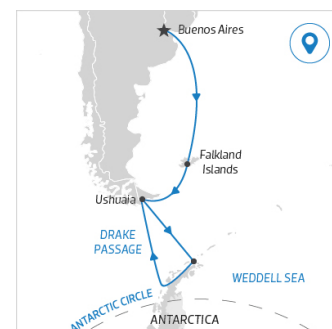 Buenos Aires
Falkland
Islands
Ushuaia
DRAKE
PASSAGE
WEDDELL SEA
ANTARCTIC CIRCLE
ANTARCTICA